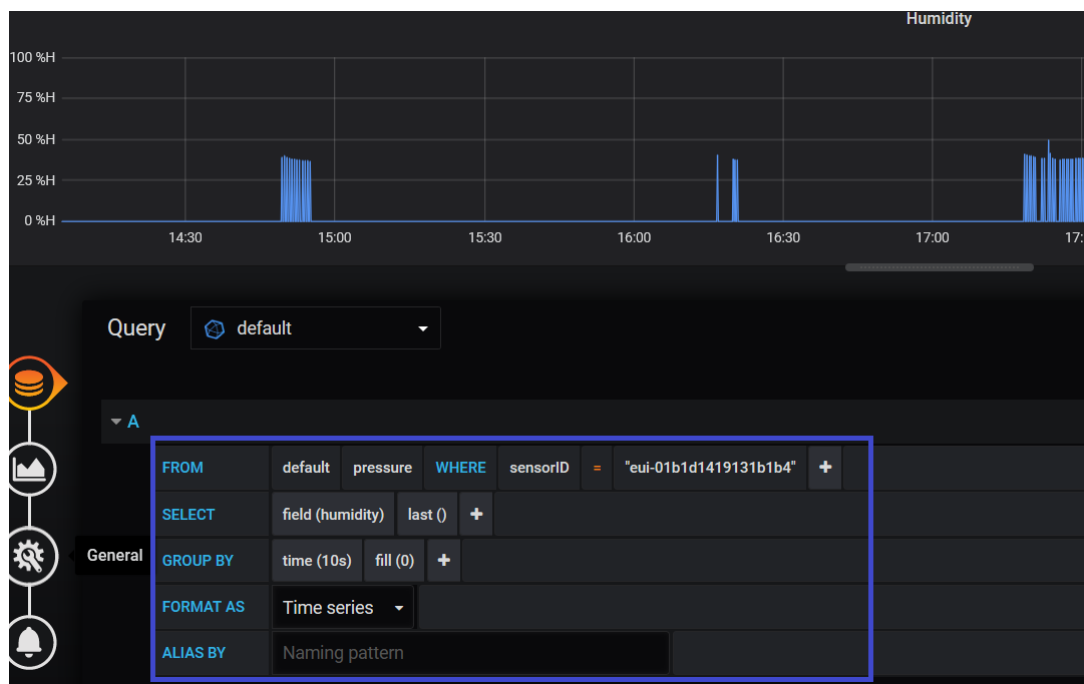 Humidity
100 %H
75 %H
50 %H
25 %H
0 %H
14:30 15:00 15:30 16:00 16:30 17:00 17:
Query default
A
FROM default pressure WHERE sensorID = "eui-01b1d1419131b1b4" +
SELECT field (humidity) last () +
General GROUP BY time (10s) fill (0) +
FORMAT AS Time series
ALIAS BY Naming pattern